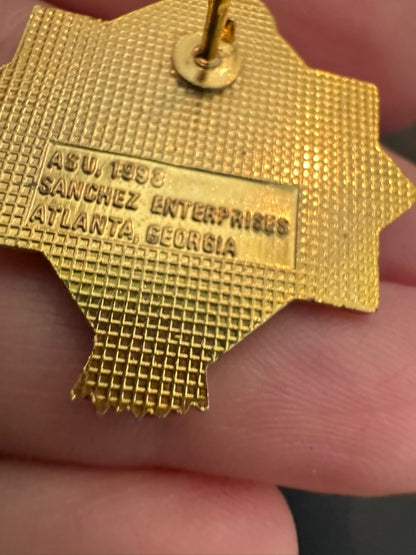 ASU, 1993
SANCHEZ ENTERPRISES
ATLANTA, GEORGIA